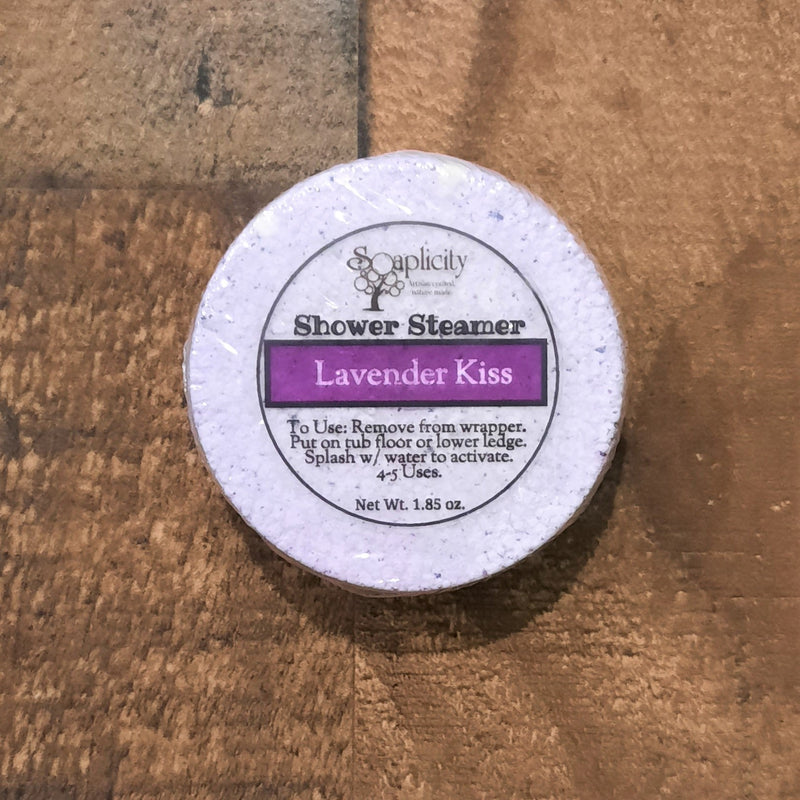 Soaplicity
Artisan crafted,
nature made.
Shower Steamer
Lavender Kiss
To Use: Remove from wrapper.
Put on tub floor or lower ledge.
Splash w/ water to activate.
4-5 Uses.
Net Wt. 1.85 oz.